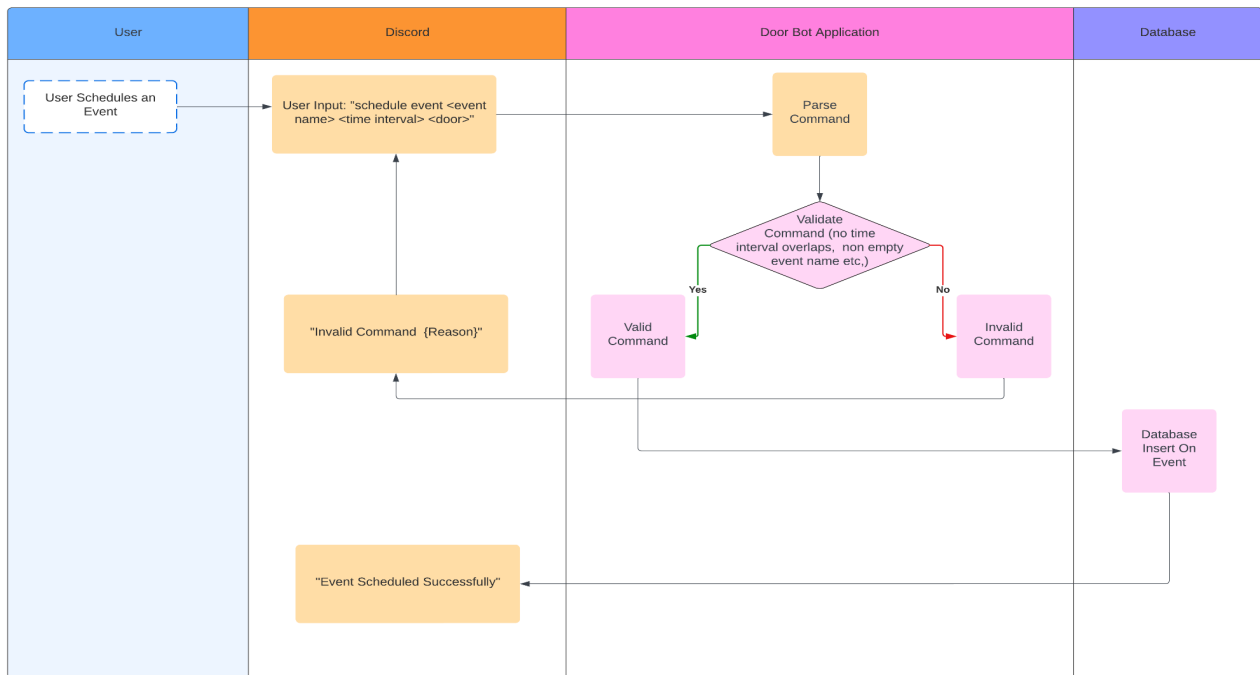 User
Discord
Door Bot Application
Database
User Schedules an
Event
User Input: "schedule event <event
name> <time interval> <door>"
Parse
Command
Validate
Command (no time
interval overlaps,  non empty
event name etc,)
Yes
No
"Invalid Command  {Reason}"
Valid
Command
Invalid
Command
Database
Insert On
Event
"Event Scheduled Successfully"